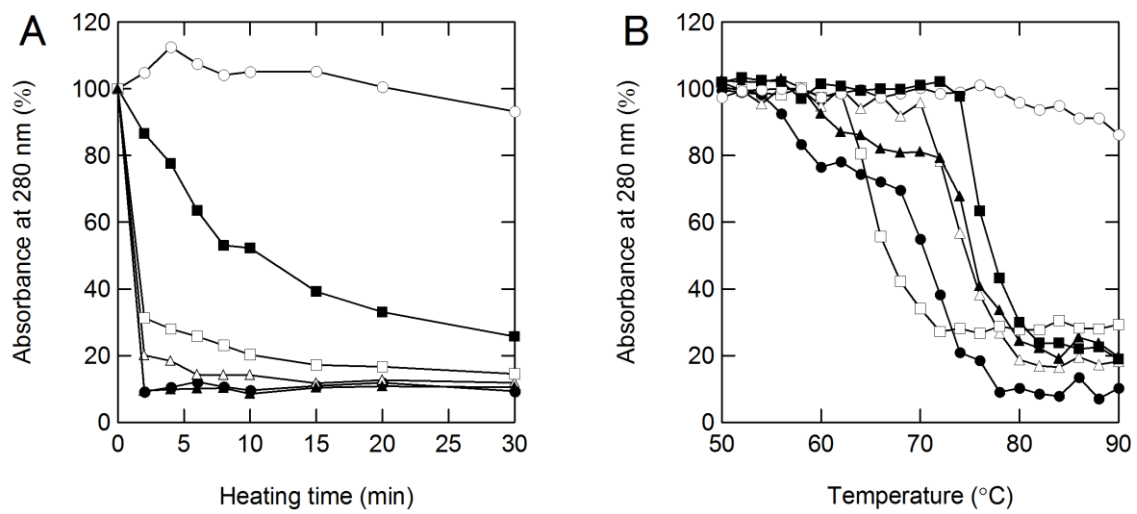 A
Absorbance at 280 nm (%)
120
100
80
60
40
20
0
0 5 10 15 20 25 30
Heating time (min)
B
Absorbance at 280 nm (%)
120
100
80
60
40
20
0
50 60 70 80 90
Temperature (°C)